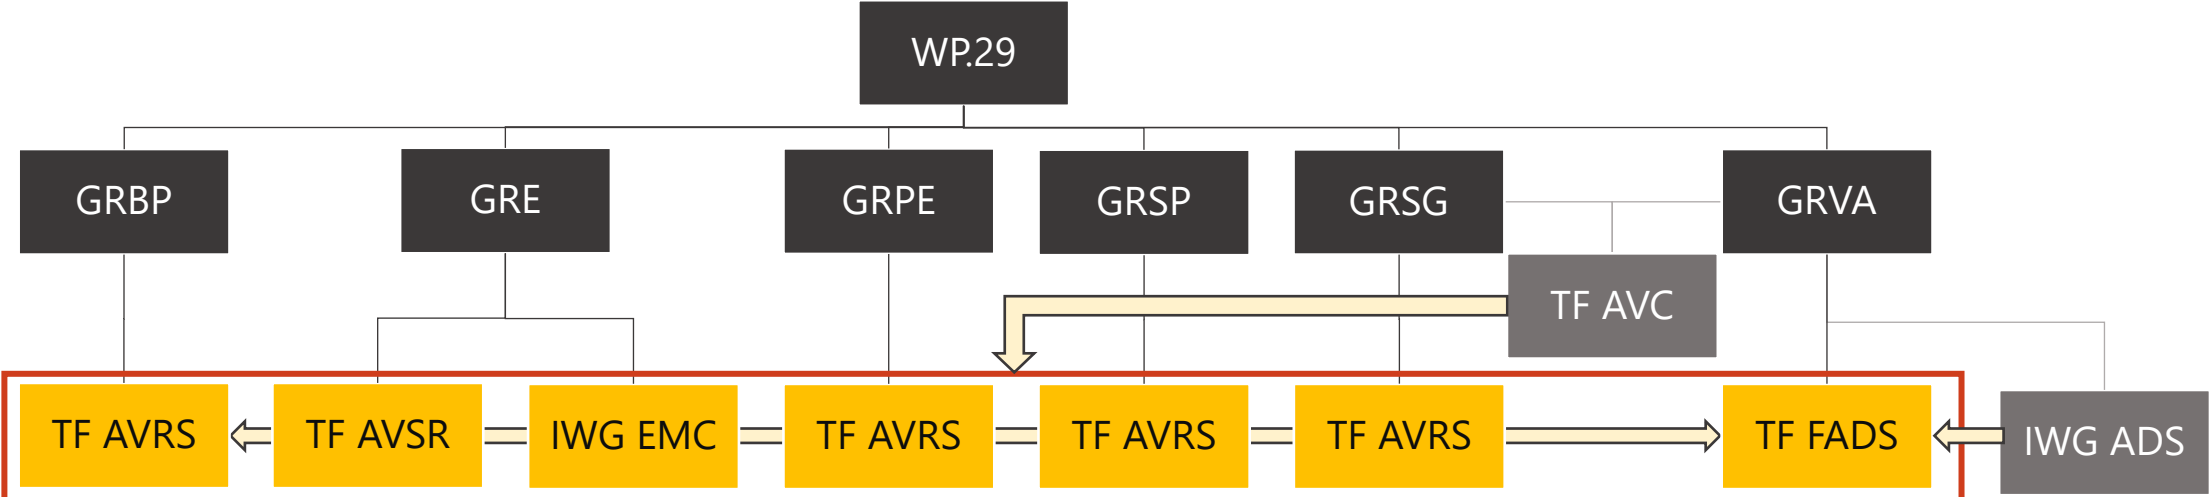 WP.29
GRBP
GRE
GRPE
GRSP
GRSG
GRVA
TF AVC
TF AVRS
TF AVSR
IWG EMC
TF AVRS
TF AVRS
TF AVRS
TF FADS
IWG ADS